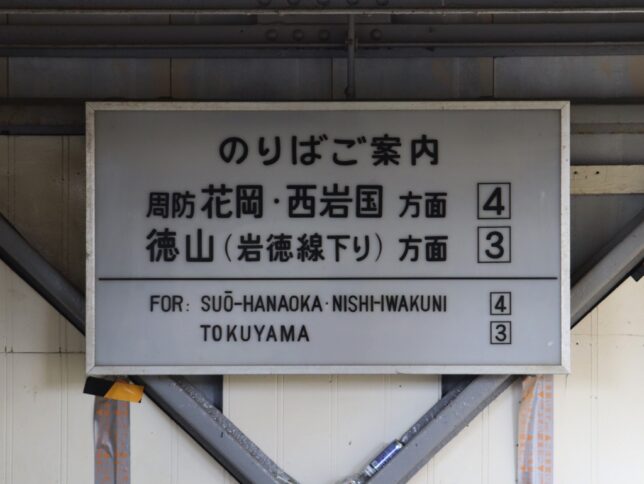 のりばご案内
周防花岡・西岩国 方面 4
徳山(岩徳線下り)方面 3
FOR: SUŌ-HANAOKA・NISHI-IWAKUNI 4
TOKUYAMA 3